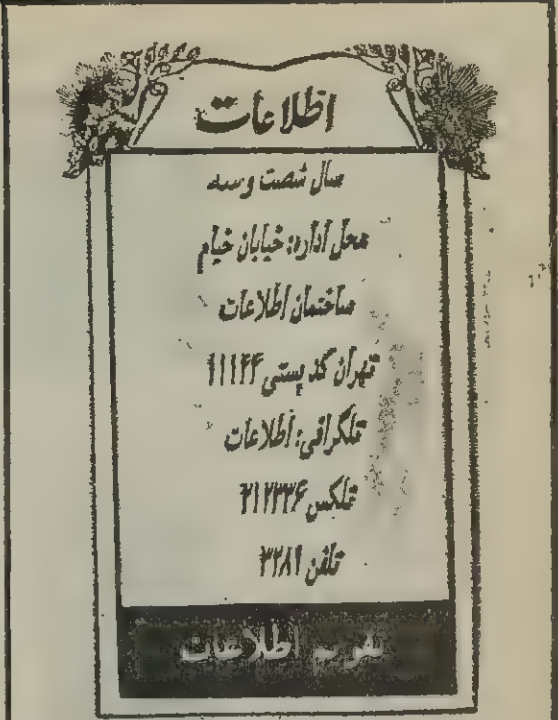 اطلاعات
سال شصت و سه
محل اداره: خیابان خیام
ساختمان اطلاعات
تهران کد پستی ۱۱۱۴۴
تلگرافی: اطلاعات
تلکس ۲۱۲۳۳۶
تلفن ۳۲۸۱
اطلاعات